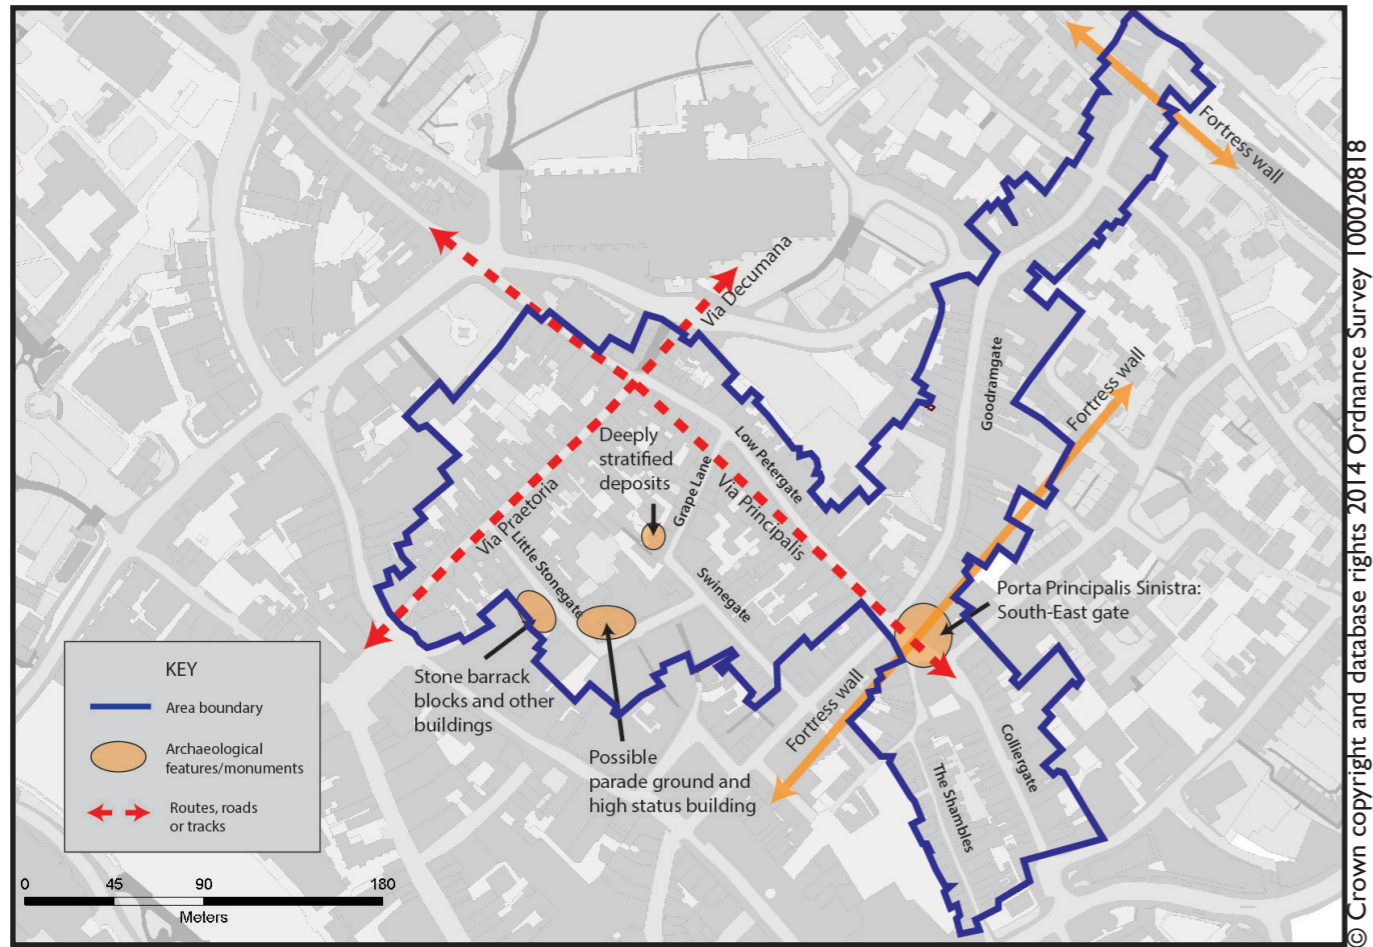 Fortress wall
Via Decumana
Goodramgate
Fortress wall
Deeply
stratified
deposits
Low Petergate
Grape Lane
Via Principalis
Via Praetoria
Little Stonegate
Swinegate
Porta Principalis Sinistra:
South-East gate
Stone barrack
blocks and other
buildings
Fortress wall
Possible
parade ground and
high status building
Colliergate
The Shambles
KEY
Area boundary
Archaeological
features/monuments
Routes, roads
or tracks
0 45 90 180
Meters
© Crown copyright and database rights 2014 Ordnance Survey 100020818